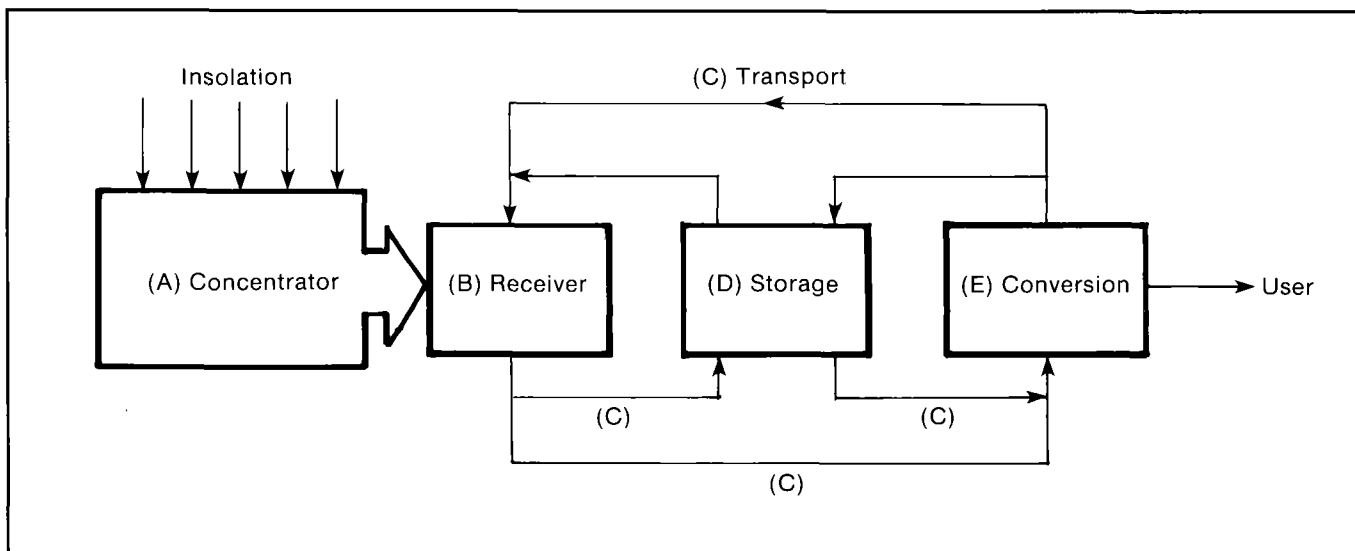 Insolation
(C) Transport
(A) Concentrator
(B) Receiver
(D) Storage
(E) Conversion
User
(C)
(C)
(C)